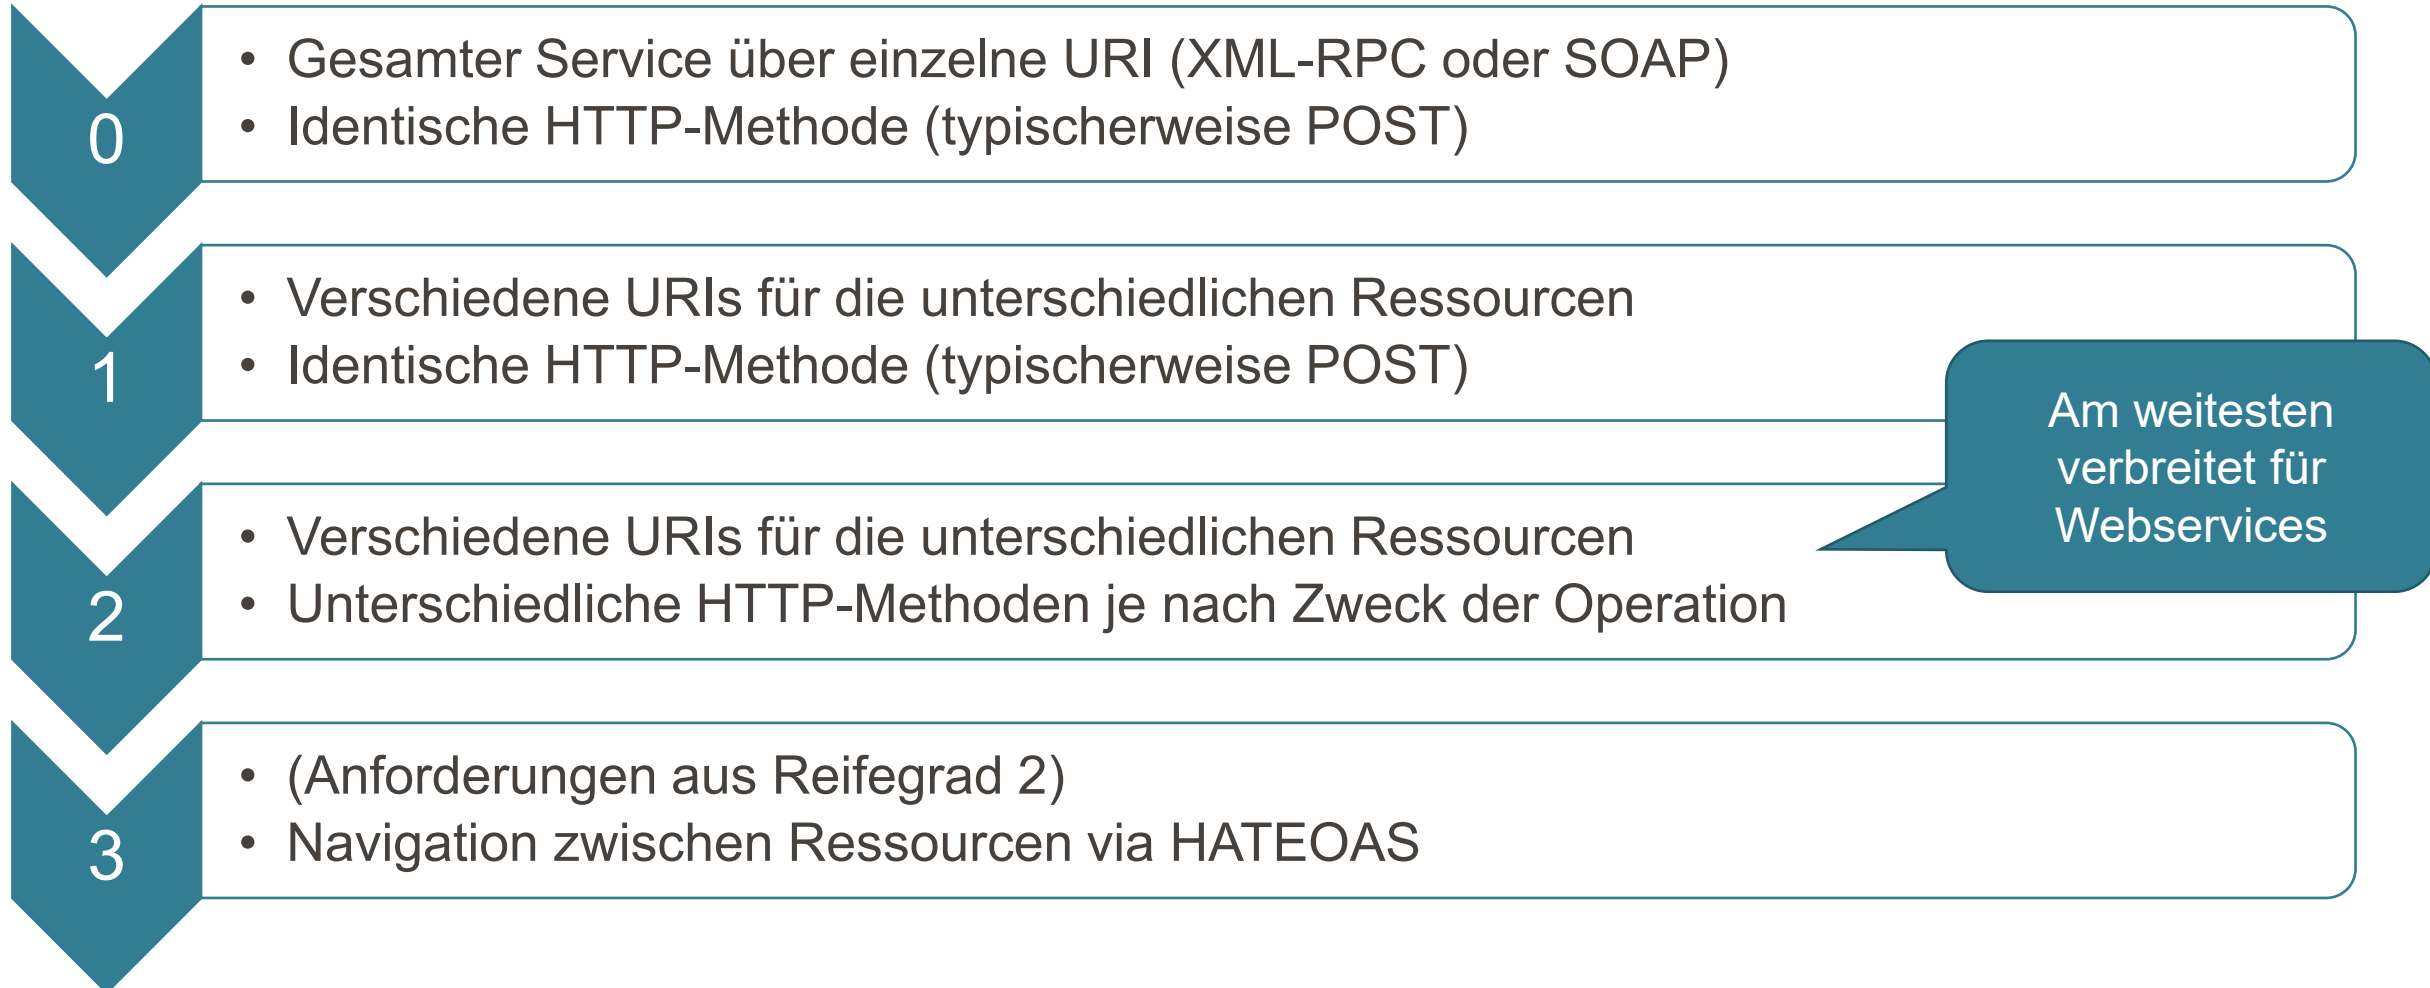 0
• Gesamter Service über einzelne URI (XML-RPC oder SOAP)
• Identische HTTP-Methode (typischerweise POST)
1
• Verschiedene URIs für die unterschiedlichen Ressourcen
• Identische HTTP-Methode (typischerweise POST)
Am weitesten
verbreitet für
Webservices
2
• Verschiedene URIs für die unterschiedlichen Ressourcen
• Unterschiedliche HTTP-Methoden je nach Zweck der Operation
3
• (Anforderungen aus Reifegrad 2)
• Navigation zwischen Ressourcen via HATEOAS